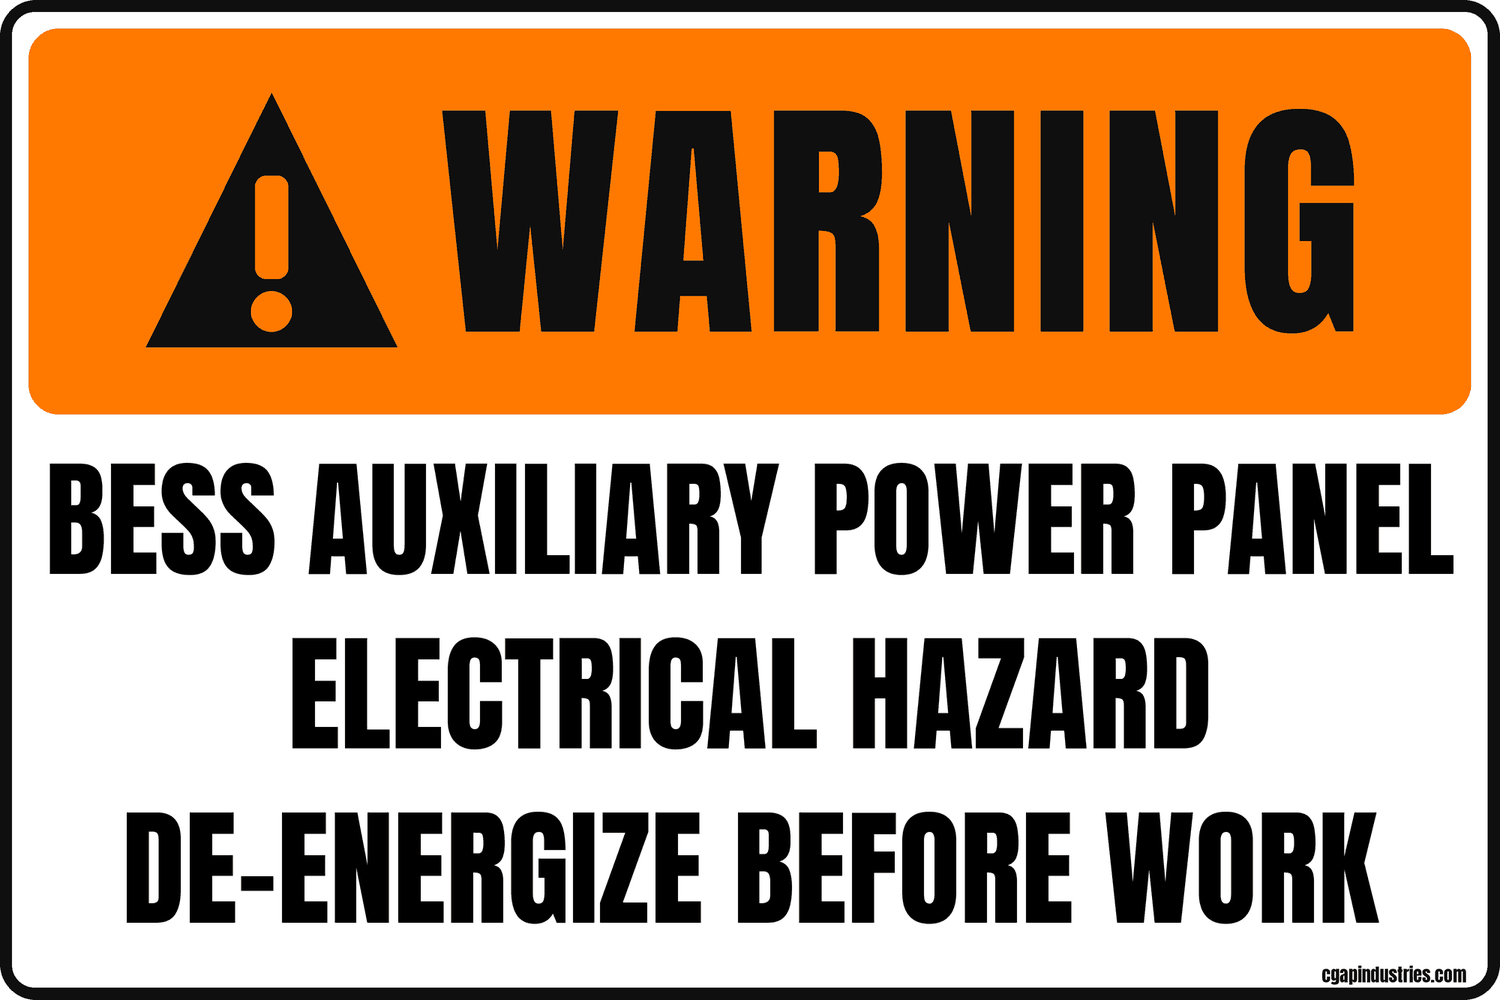 WARNING
BESS AUXILIARY POWER PANEL
ELECTRICAL HAZARD
DE-ENERGIZE BEFORE WORK
cgapindustries.com